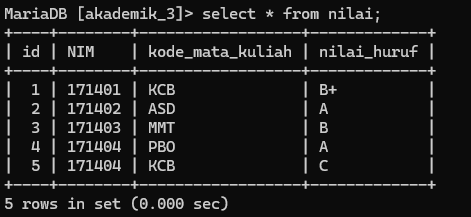 MariaDB [akademik_3]> select * from nilai;
+----+--------+------------------+-------------+
| id | NIM    | kode_mata_kuliah | nilai_huruf |
+----+--------+------------------+-------------+
|  1 | 171401 | KCB              | B+          |
|  2 | 171402 | ASD              | A           |
|  3 | 171403 | MMT              | B           |
|  4 | 171404 | PBO              | A           |
|  5 | 171404 | KCB              | C           |
+----+--------+------------------+-------------+
5 rows in set (0.000 sec)